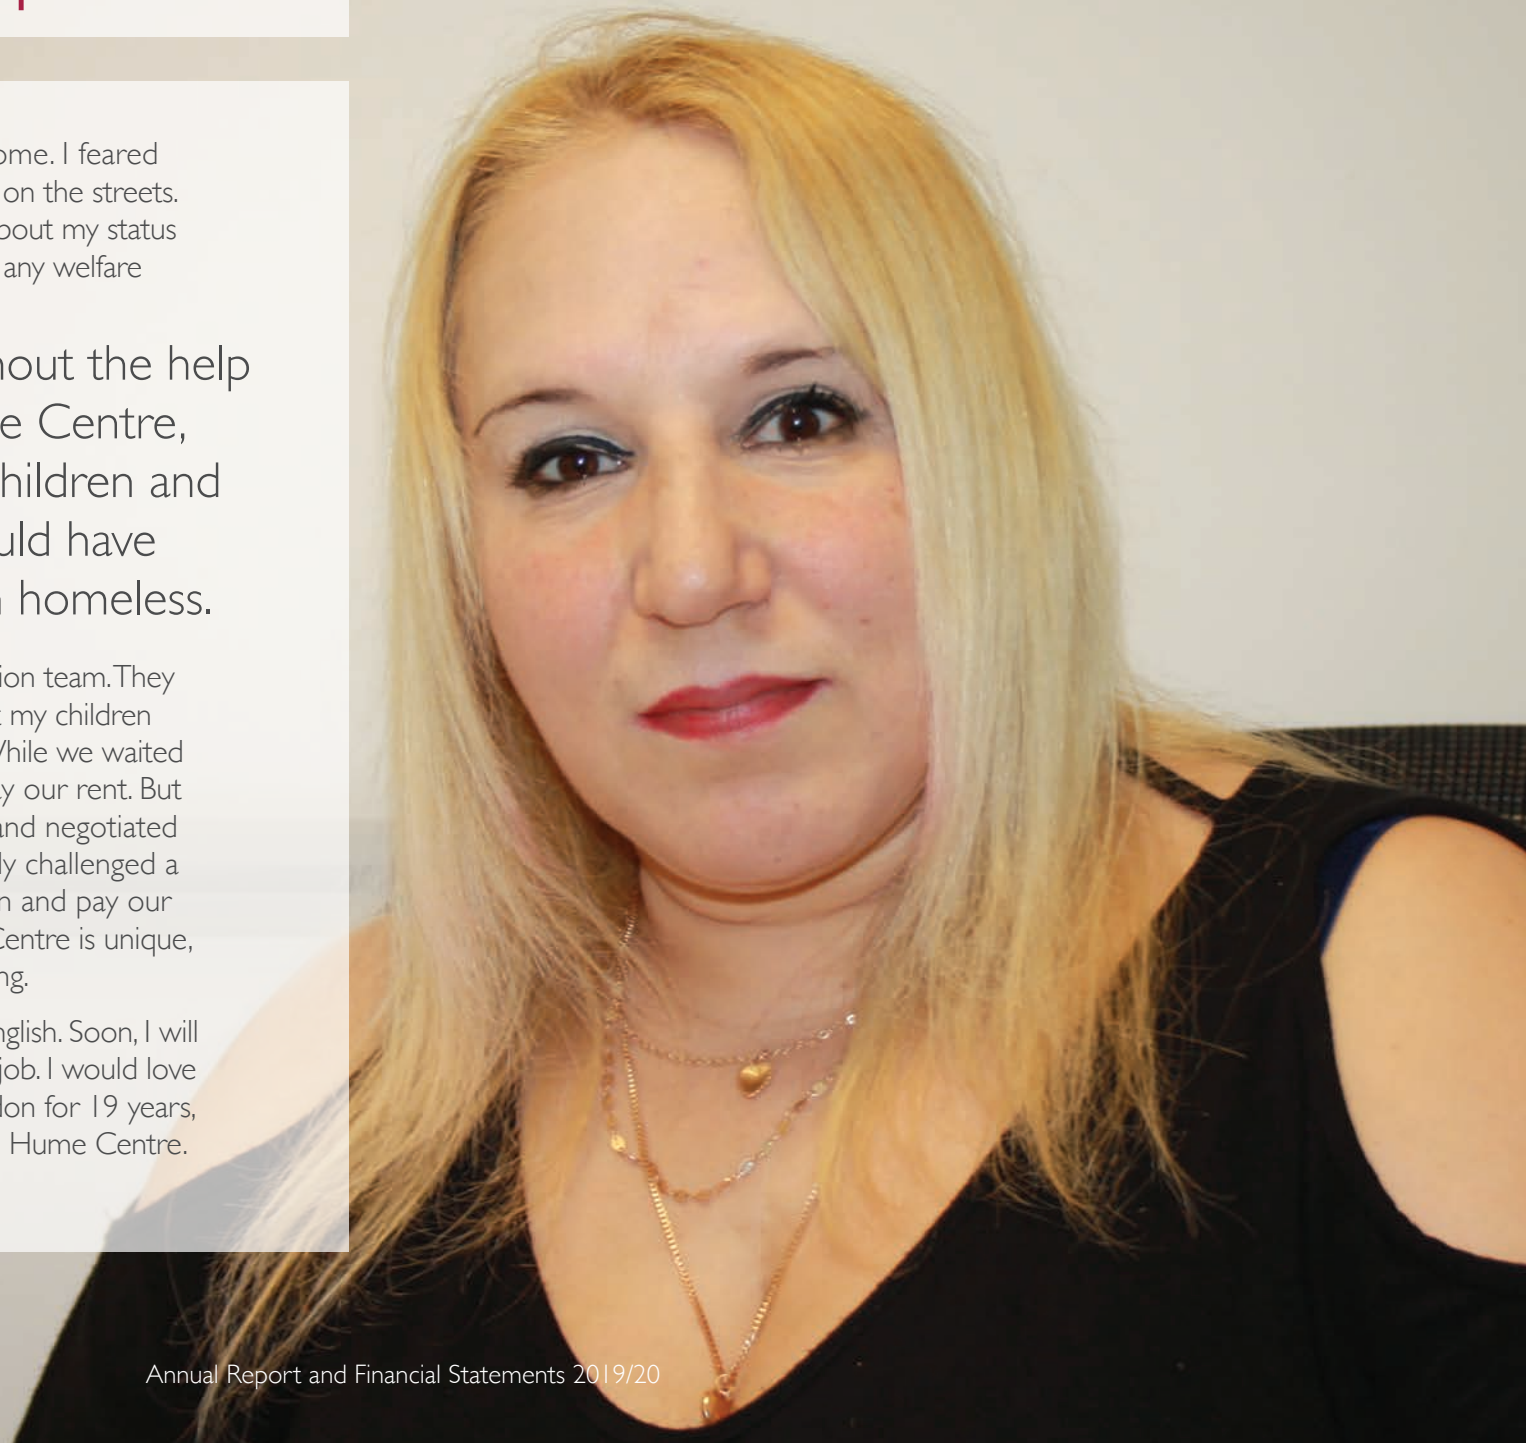 ome. I feared
on the streets.
bout my status
any welfare
hout the help
e Centre,
hildren and
uld have
homeless.
ion team. They
my children
While we waited
y our rent. But
and negotiated
ly challenged a
n and pay our
Centre is unique,
ng.
nglish. Soon, I will
job. I would love
don for 19 years,
Hume Centre.
Annual Report and Financial Statements 2019/20